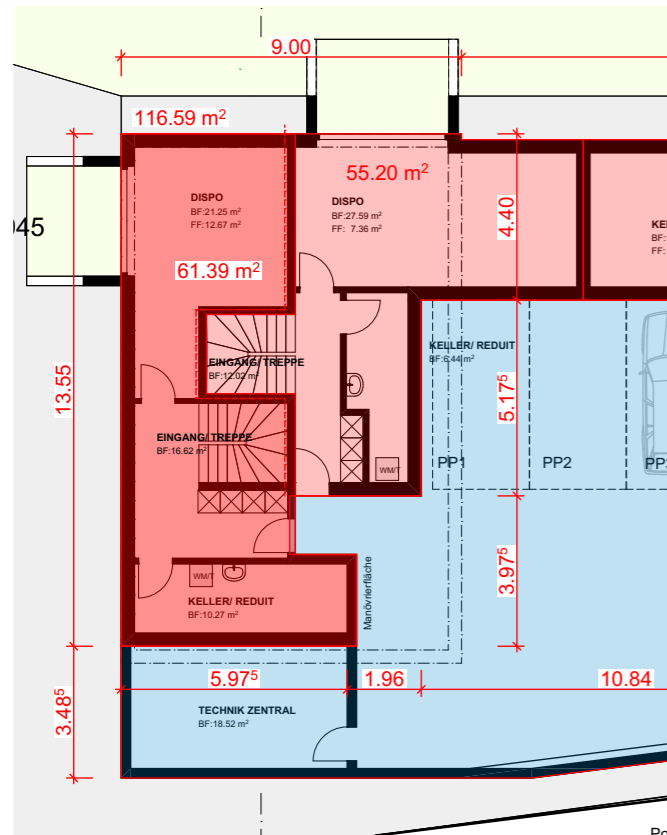 9.00
116.59 m²
DISPO
BF:21.25 m²
FF:12.67 m²
55.20 m²
DISPO
BF:27.59 m²
FF: 7.36 m²
4.40
KE
BF:
FF:
045
61.39 m²
EINGANG/ TREPPE
BF:12.02 m²
KELLER/ REDUIT
BF:6.44 m²
13.55
5.17⁵
EINGANG/ TREPPE
BF:16.62 m²
WM/T
PP1
PP2
PP3
3.97⁵
Manövrierfläche
WM/T
KELLER/ REDUIT
BF:10.27 m²
5.97⁵
1.96
10.84
3.48⁵
TECHNIK ZENTRAL
BF:18.52 m²